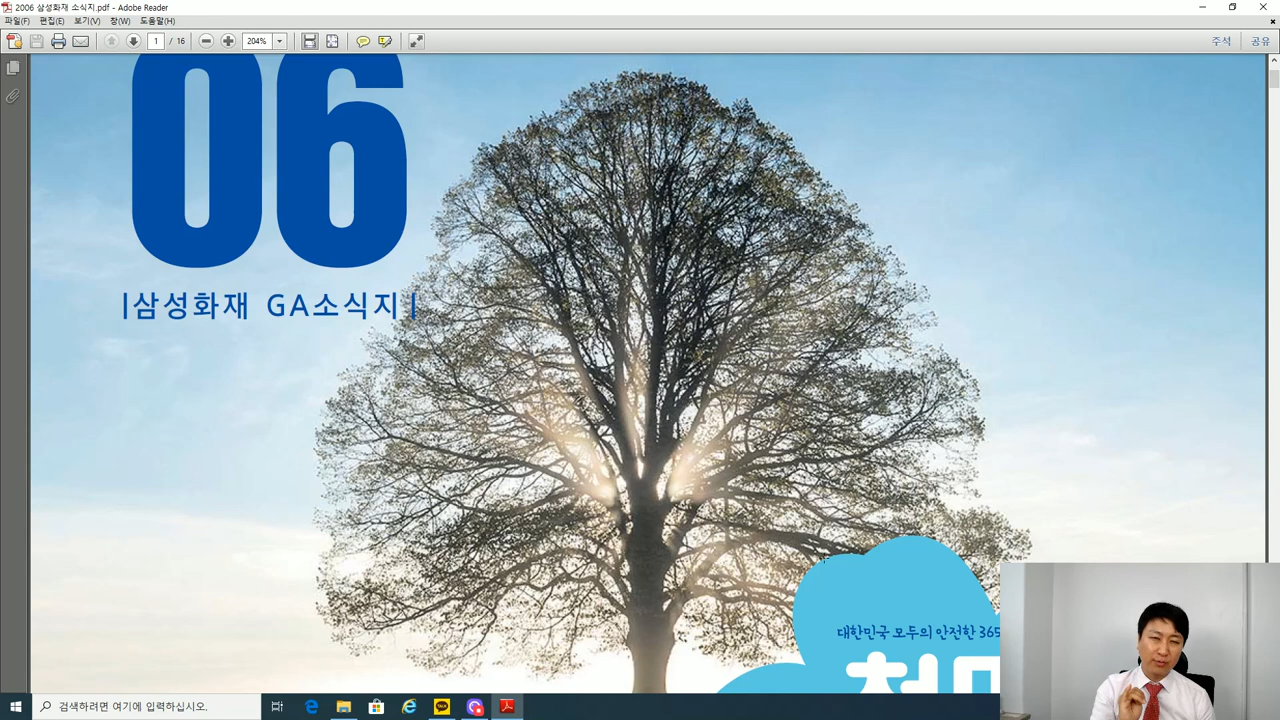 2006 삼성화재 소식지.pdf - Adobe Reader
파일(F) 편집(E) 보기(V) 창(W) 도움말(H)
1 / 16 204% 주석 공유
06
|삼성화재 GA소식지|
대한민국 모두의 안전한 365
검색하려면 여기에 입력하십시오.
TALK